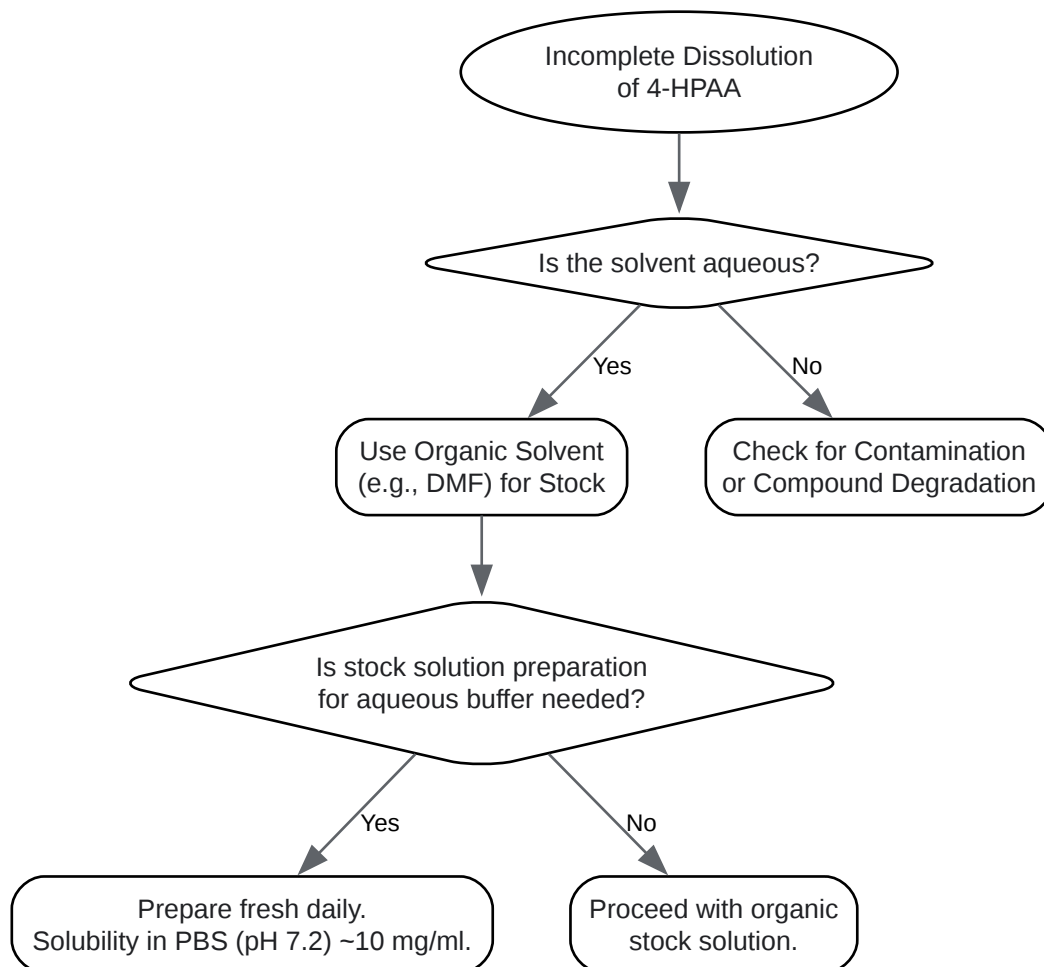 Incomplete Dissolution
of 4-HPAA
Is the solvent aqueous?
Yes
No
Use Organic Solvent
(e.g., DMF) for Stock
Check for Contamination
or Compound Degradation
Is stock solution preparation
for aqueous buffer needed?
Yes
No
Prepare fresh daily.
Solubility in PBS (pH 7.2) ~10 mg/ml.
Proceed with organic
stock solution.